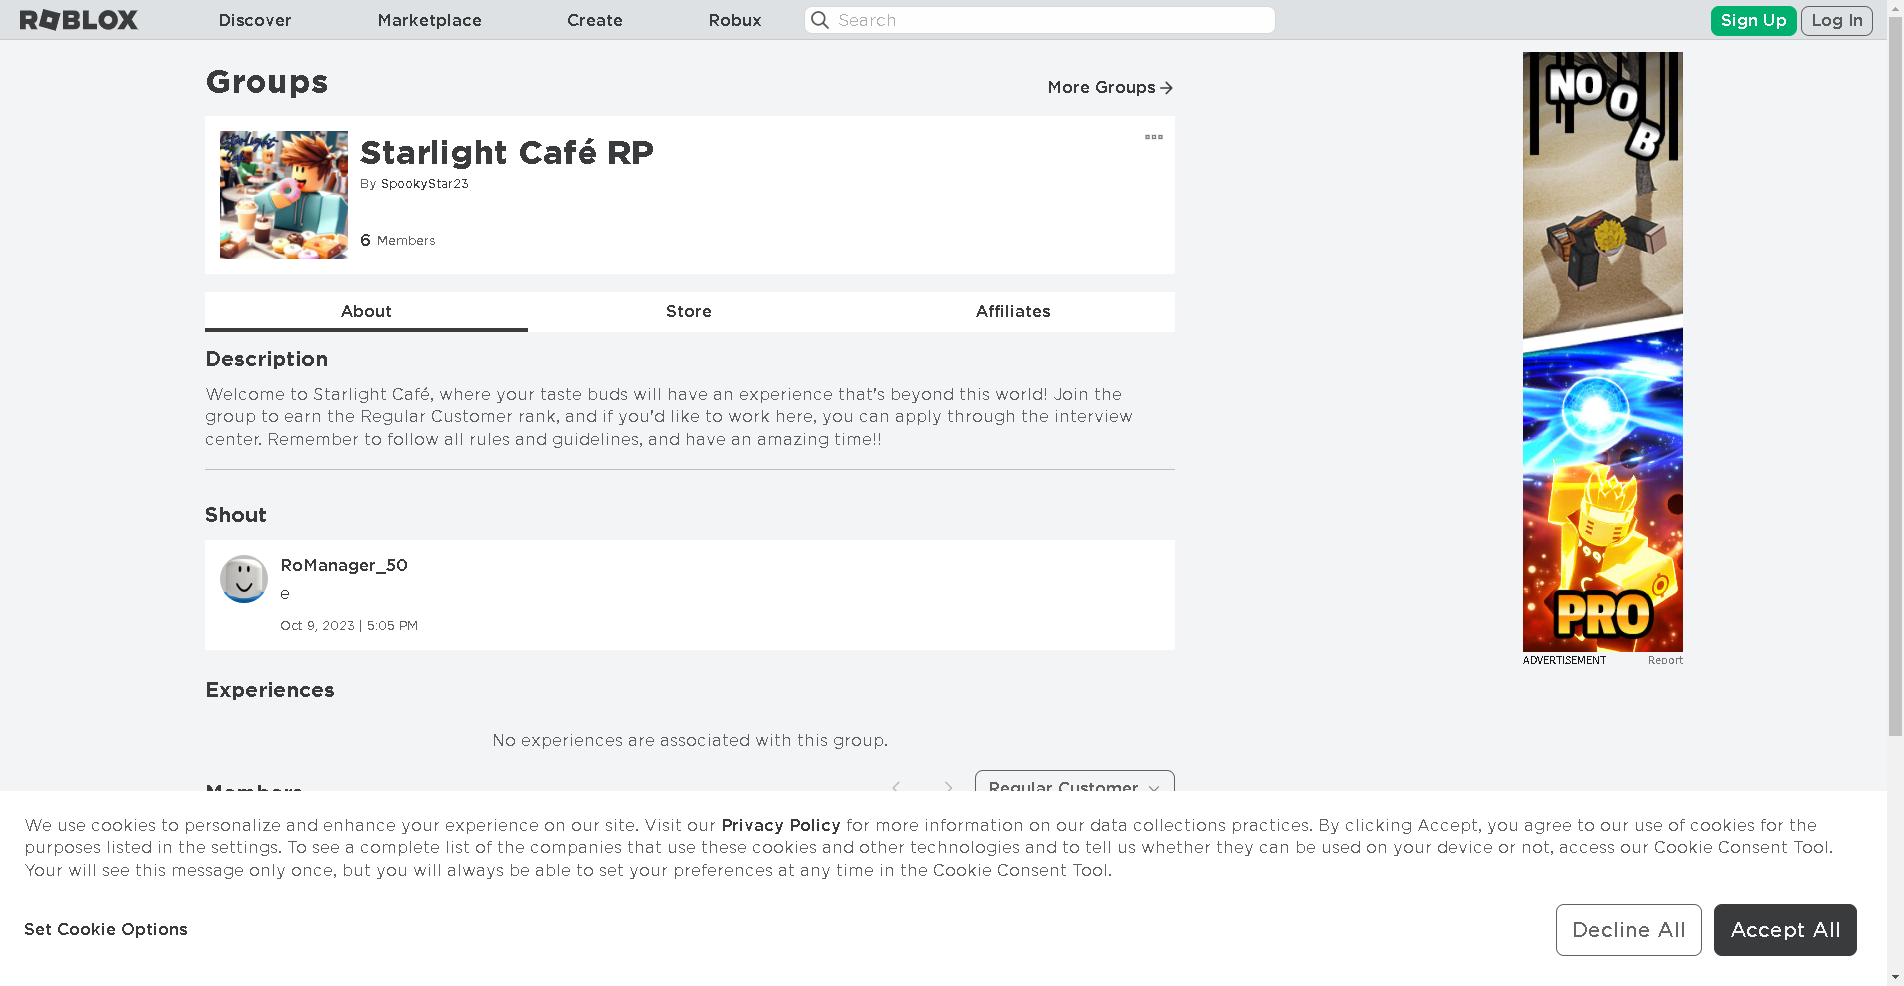 ROBLOX Discover Marketplace Create Robux Search Sign Up Log In
Groups
More Groups
Starlight Café
Starlight Café RP
By SpookyStar23
6 Members
About Store Affiliates
Description
Welcome to Starlight Café, where your taste buds will have an experience that's beyond this world! Join the
group to earn the Regular Customer rank, and if you'd like to work here, you can apply through the interview
center. Remember to follow all rules and guidelines, and have an amazing time!!
Shout
RoManager_50
e
Oct 9, 2023 | 5:05 PM
Experiences
No experiences are associated with this group.
Members
Regular Customer
NOOB
PRO
ADVERTISEMENT Report
We use cookies to personalize and enhance your experience on our site. Visit our Privacy Policy for more information on our data collections practices. By clicking Accept, you agree to our use of cookies for the
purposes listed in the settings. To see a complete list of the companies that use these cookies and other technologies and to tell us whether they can be used on your device or not, access our Cookie Consent Tool.
Your will see this message only once, but you will always be able to set your preferences at any time in the Cookie Consent Tool.
Set Cookie Options
Decline All Accept All